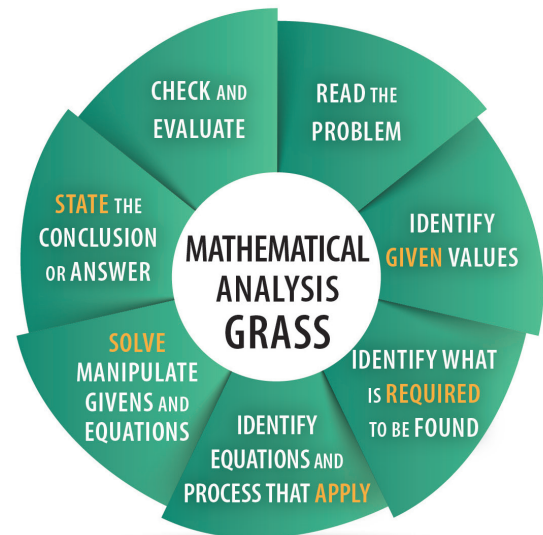 MATHEMATICAL
ANALYSIS
GRASS
READ THE
PROBLEM
IDENTIFY
GIVEN VALUES
IDENTIFY WHAT
IS REQUIRED
TO BE FOUND
IDENTIFY
EQUATIONS AND
PROCESS THAT APPLY
SOLVE
MANIPULATE
GIVENS AND
EQUATIONS
STATE THE
CONCLUSION
OR ANSWER
CHECK AND
EVALUATE